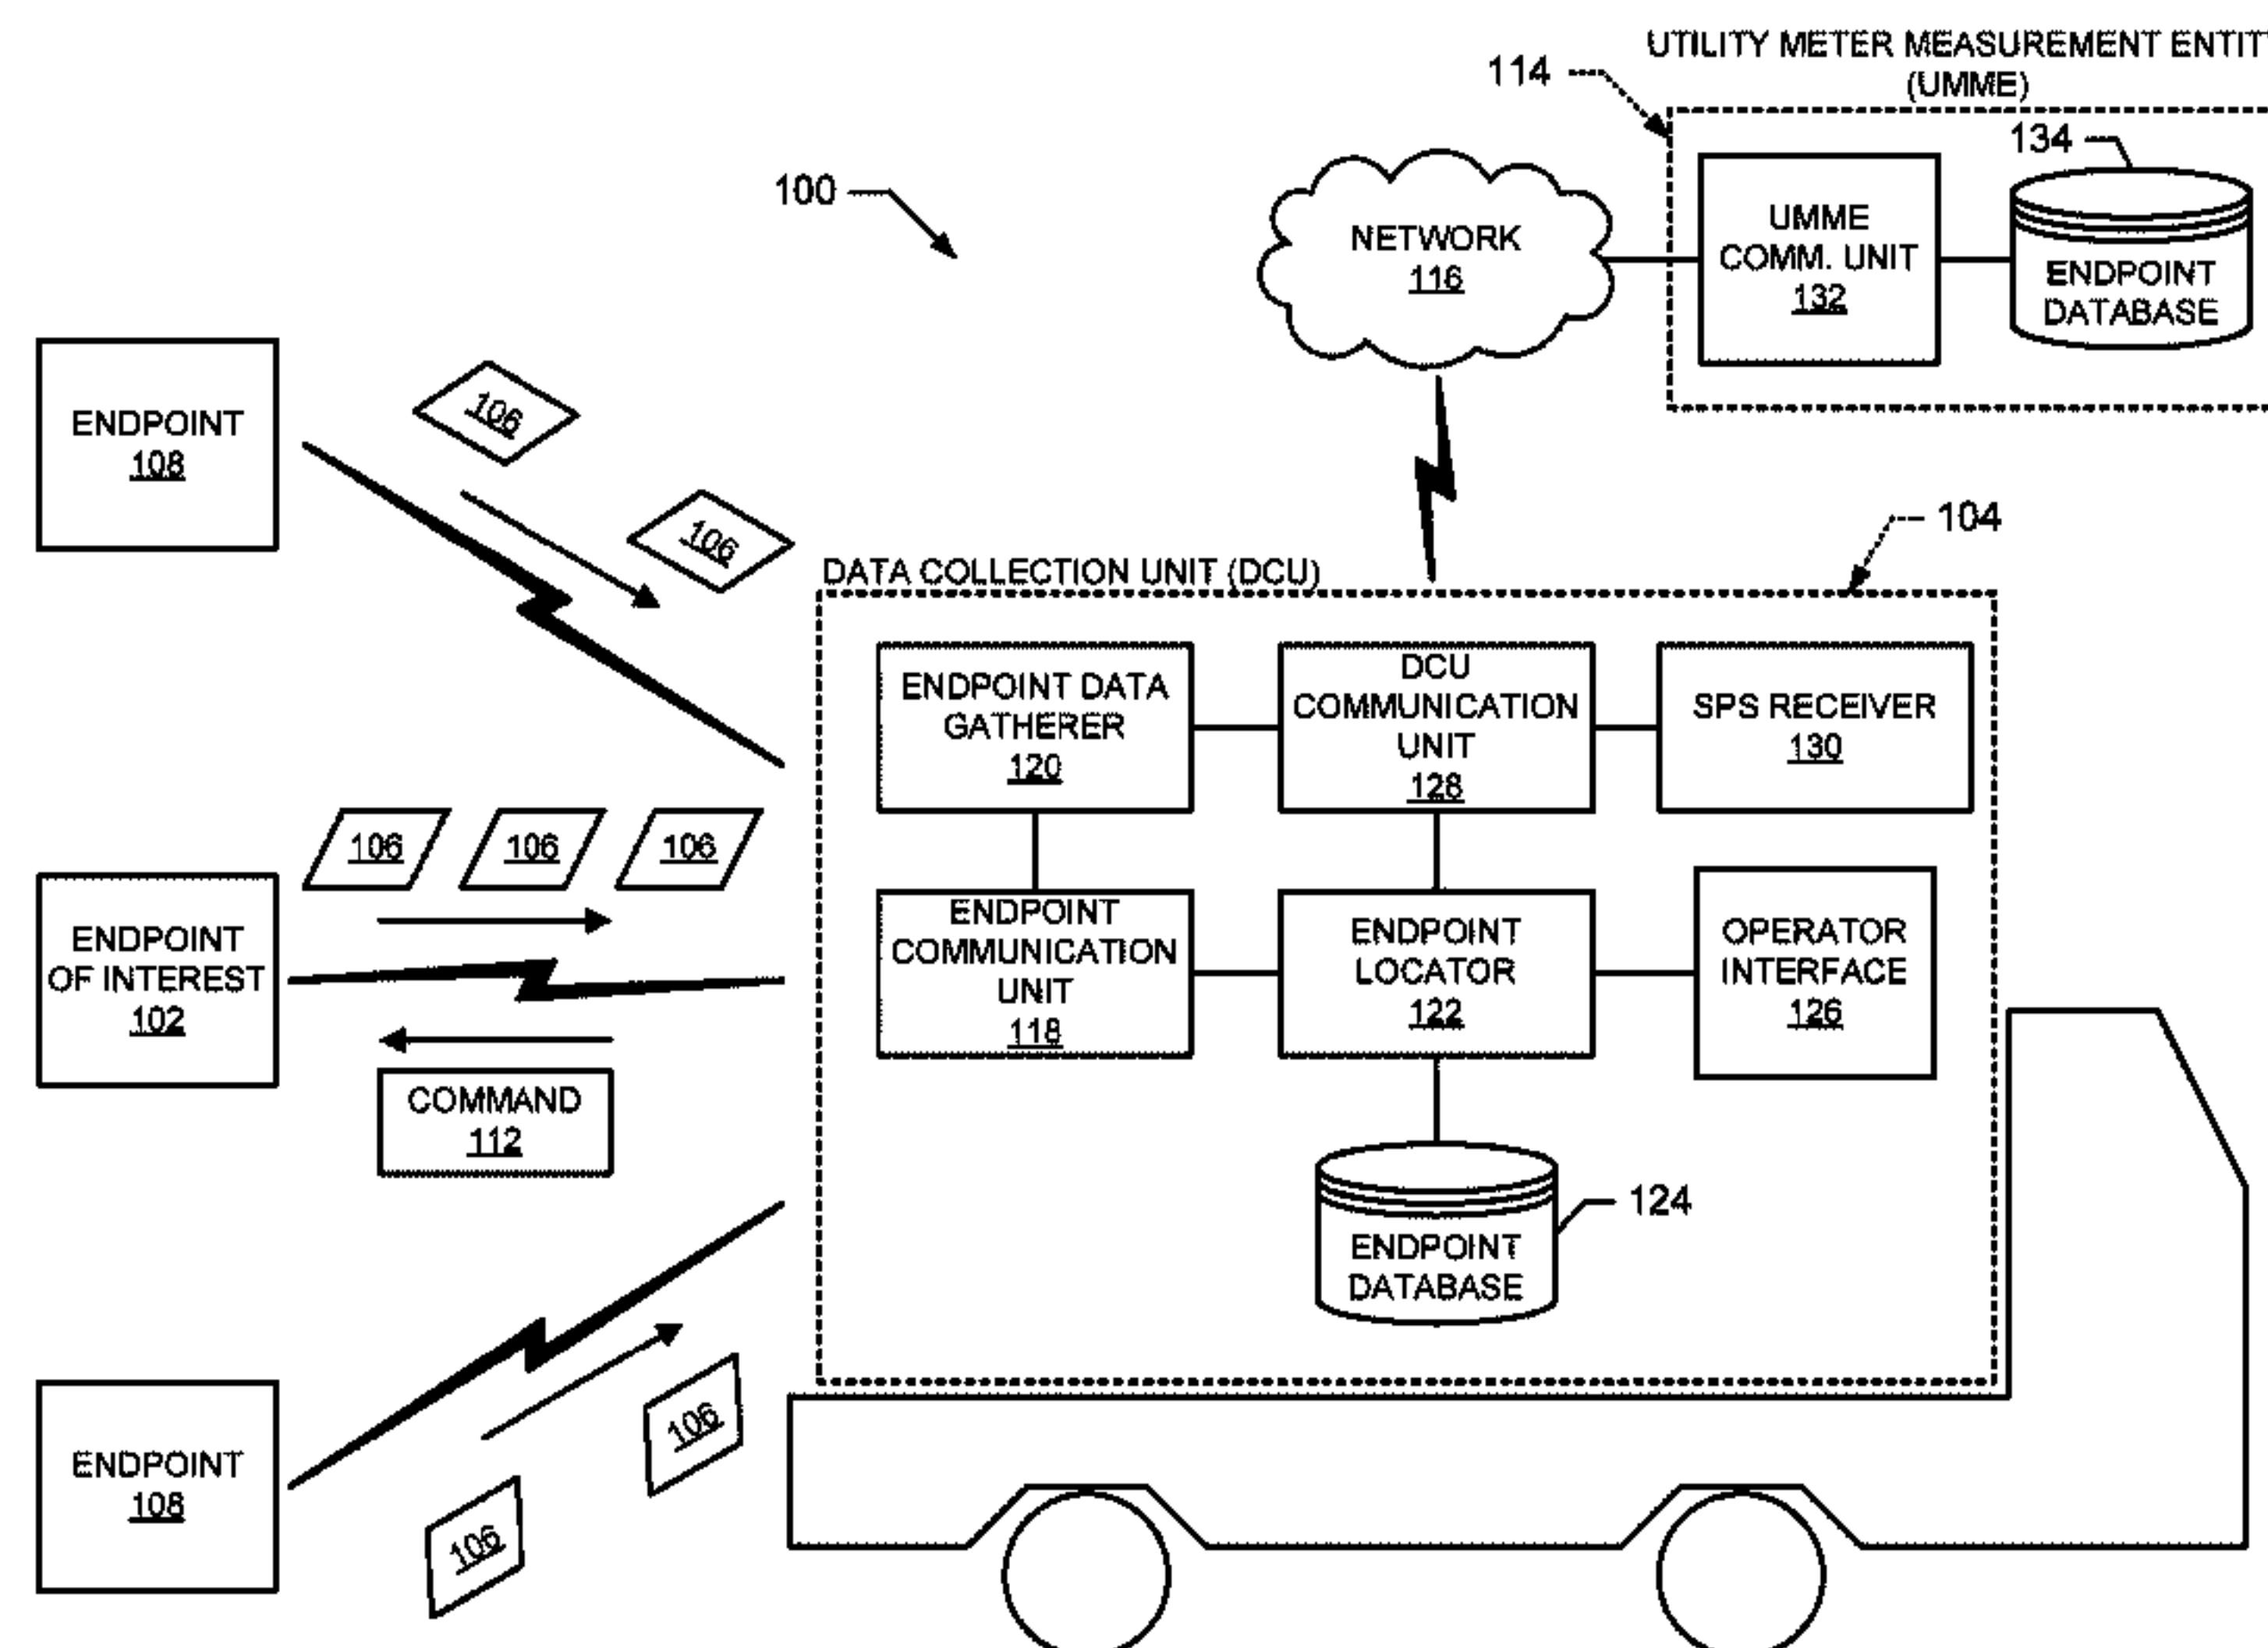 UTILITY METER MEASUREMENT ENTIT
(UMME)
114
134
100
NETWORK
116
UMME
COMM. UNIT
132
ENDPOINT
DATABASE
ENDPOINT
108
106
106
104
DATA COLLECTION UNIT (DCU)
ENDPOINT DATA
GATHERER
120
DCU
COMMUNICATION
UNIT
128
SPS RECEIVER
130
106
106
106
ENDPOINT
OF INTEREST
102
COMMAND
112
ENDPOINT
COMMUNICATION
UNIT
118
ENDPOINT
LOCATOR
122
OPERATOR
INTERFACE
126
124
ENDPOINT
DATABASE
ENDPOINT
108
106
106